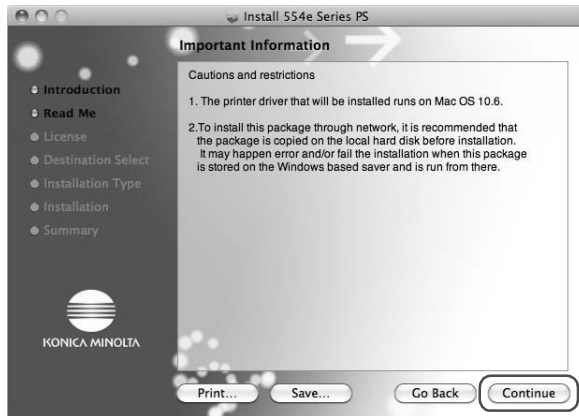 Install 554e Series PS
Important Information
Introduction
Read Me
License
Destination Select
Installation Type
Installation
Summary
KONICA MINOLTA
Cautions and restrictions
1. The printer driver that will be installed runs on Mac OS 10.6.
2.To install this package through network, it is recommended that
the package is copied on the local hard disk before installation.
It may happen error and/or fail the installation when this package
is stored on the Windows based saver and is run from there.
Print...
Save...
Go Back
Continue